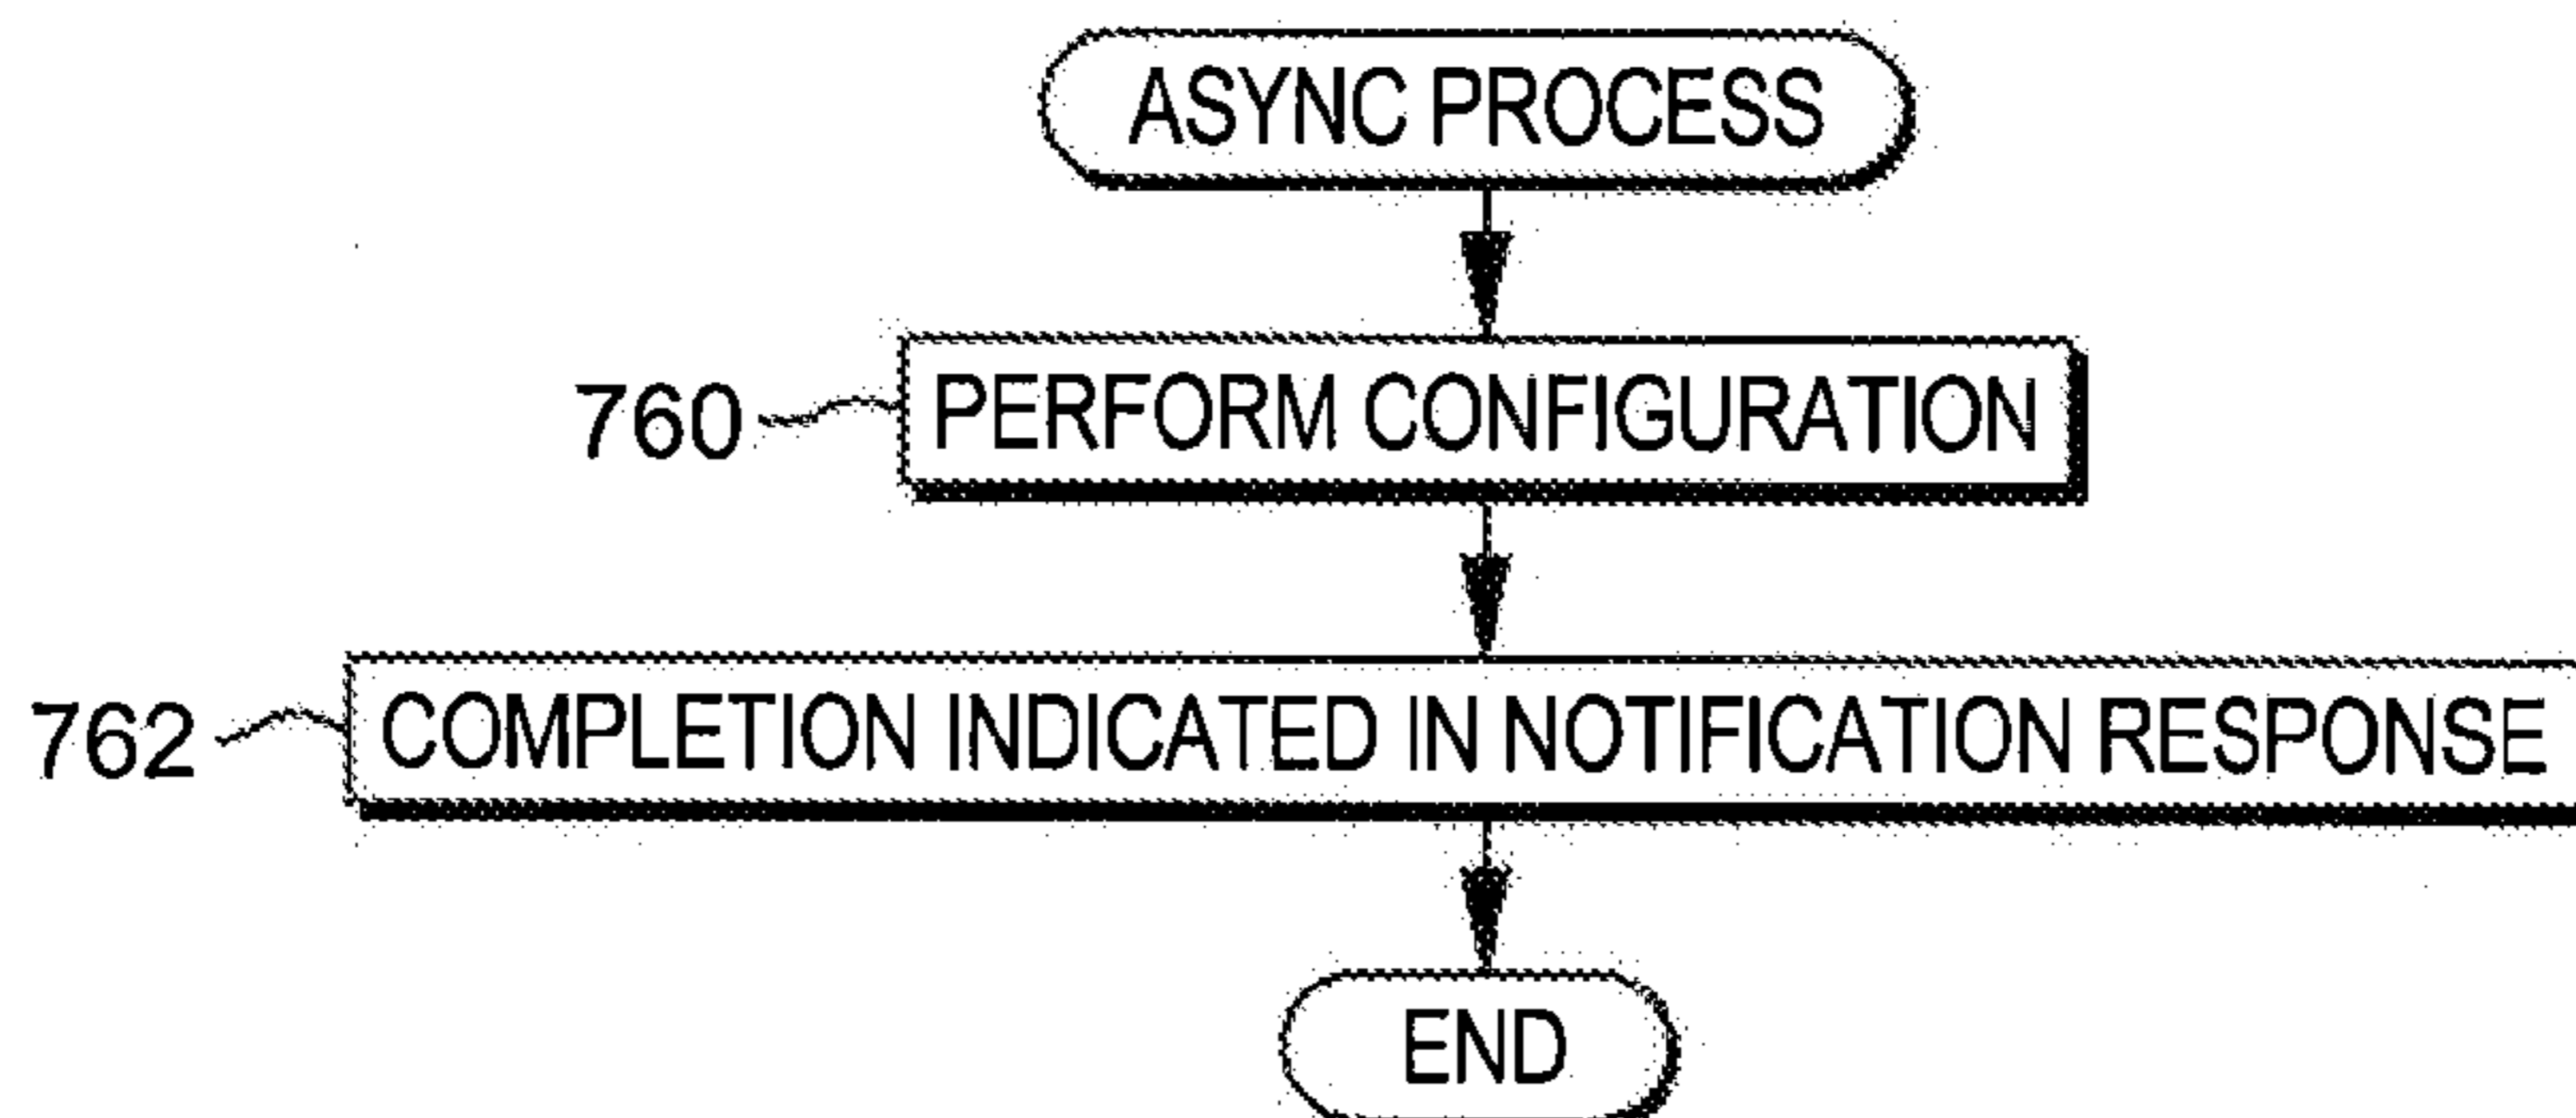 ASYNC PROCESS
760 PERFORM CONFIGURATION
762 COMPLETION INDICATED IN NOTIFICATION RESPONSE
END